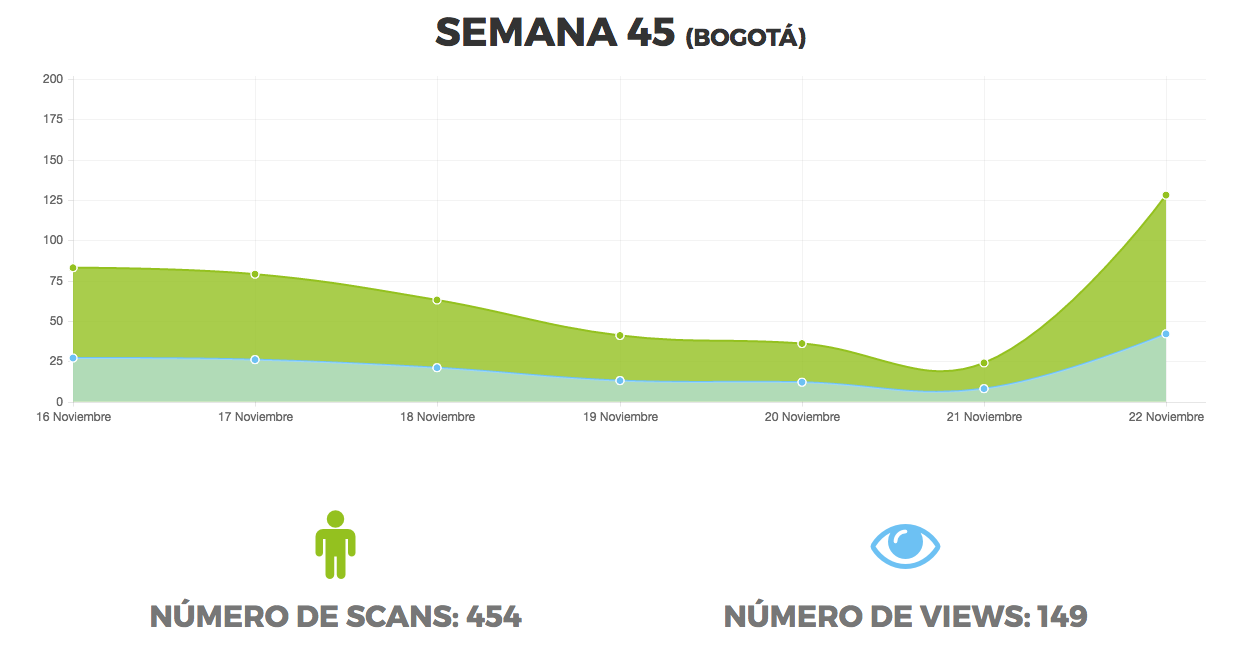 SEMANA 45 (BOGOTÁ)
200
175
150
125
100
75
50
25
0
16 Noviembre 17 Noviembre 18 Noviembre 19 Noviembre 20 Noviembre 21 Noviembre 22 Noviembre
NÚMERO DE SCANS: 454
NÚMERO DE VIEWS: 149